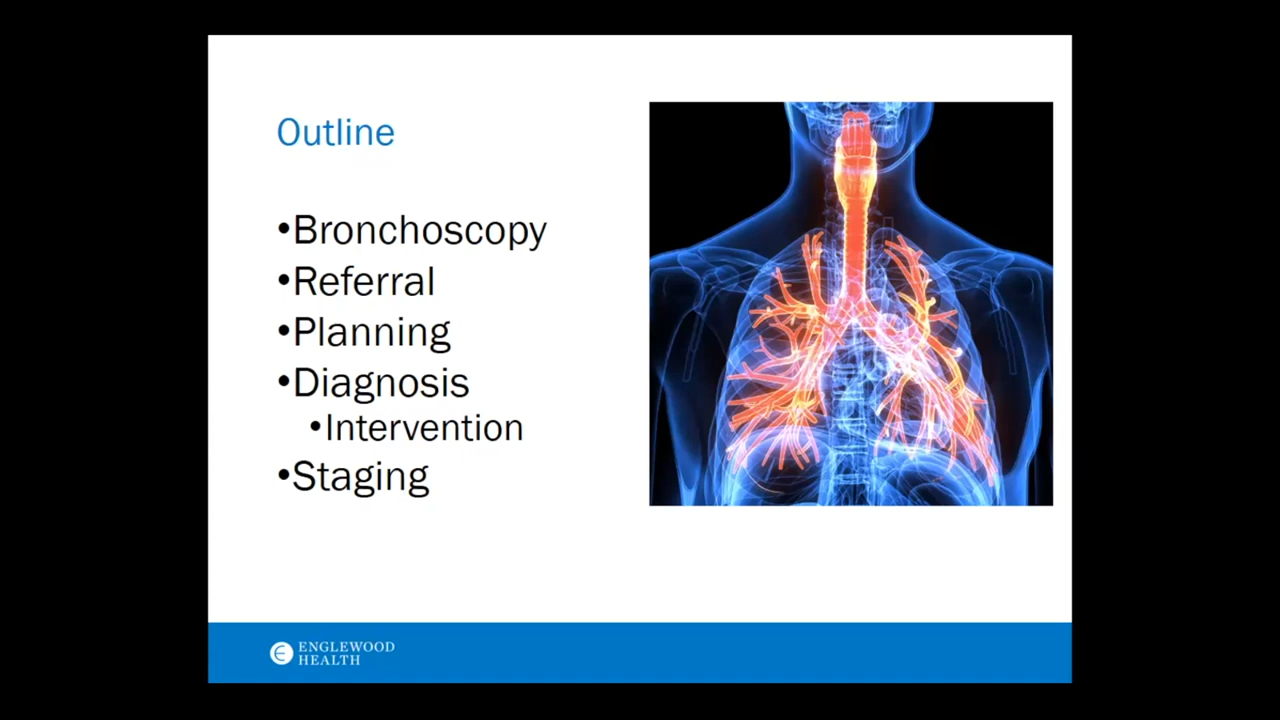 Outline
•Bronchoscopy
•Referral
•Planning
•Diagnosis
•Intervention
•Staging
ENGLEWOOD
HEALTH